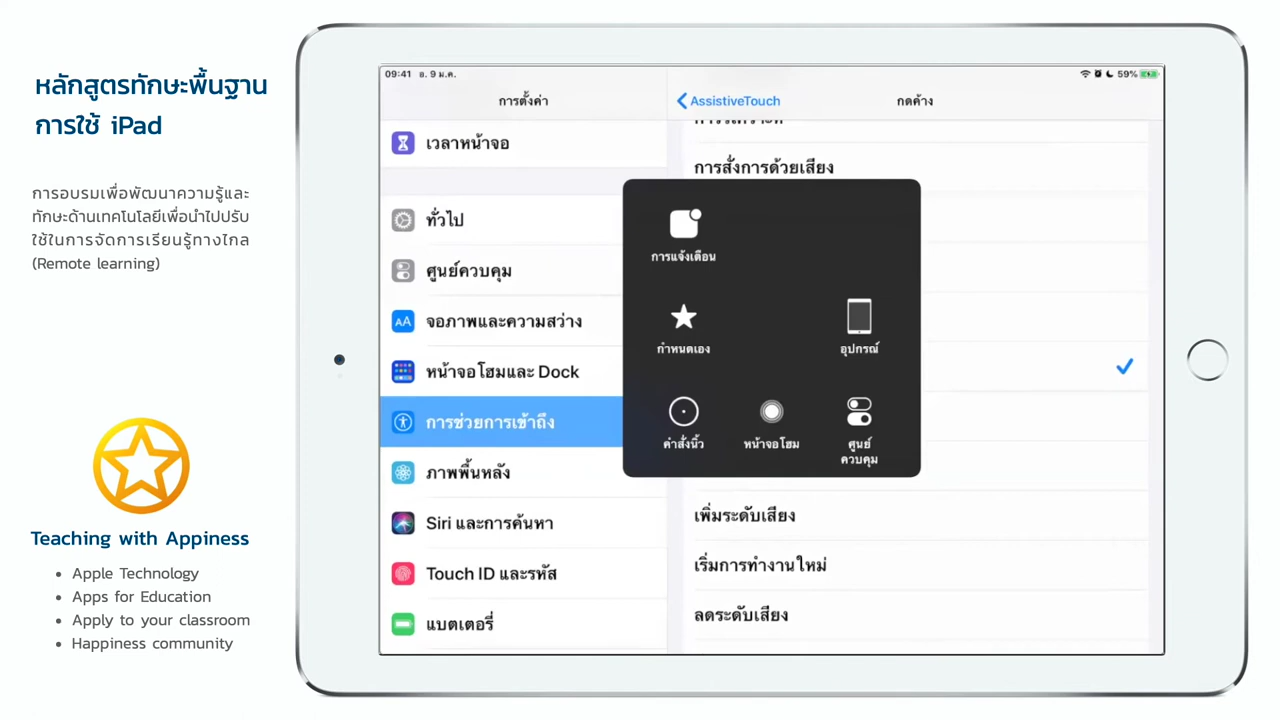 หลักสูตรทักษะพื้นฐาน
การใช้ iPad
การอบรมเพื่อพัฒนาความรู้และ
ทักษะด้านเทคโนโลยีเพื่อนำไปปรับ
ใช้ในการจัดการเรียนรู้ทางไกล
(Remote learning)
Teaching with Appiness
Apple Technology
Apps for Education
Apply to your classroom
Happiness community
09:41 อ. 9 ม.ค.
59%
การตั้งค่า
เวลาหน้าจอ
ทั่วไป
ศูนย์ควบคุม
AA จอภาพและความสว่าง
หน้าจอโฮมและ Dock
การช่วยการเข้าถึง
ภาพพื้นหลัง
Siri และการค้นหา
Touch ID และรหัส
แบตเตอรี่
AssistiveTouch
กดค้าง
การสั่งการด้วยเสียง
การแจ้งเตือน
กำหนดเอง
อุปกรณ์
คำสั่งนิ้ว
หน้าจอโฮม
ศูนย์
ควบคุม
เพิ่มระดับเสียง
เริ่มการทำงานใหม่
ลดระดับเสียง